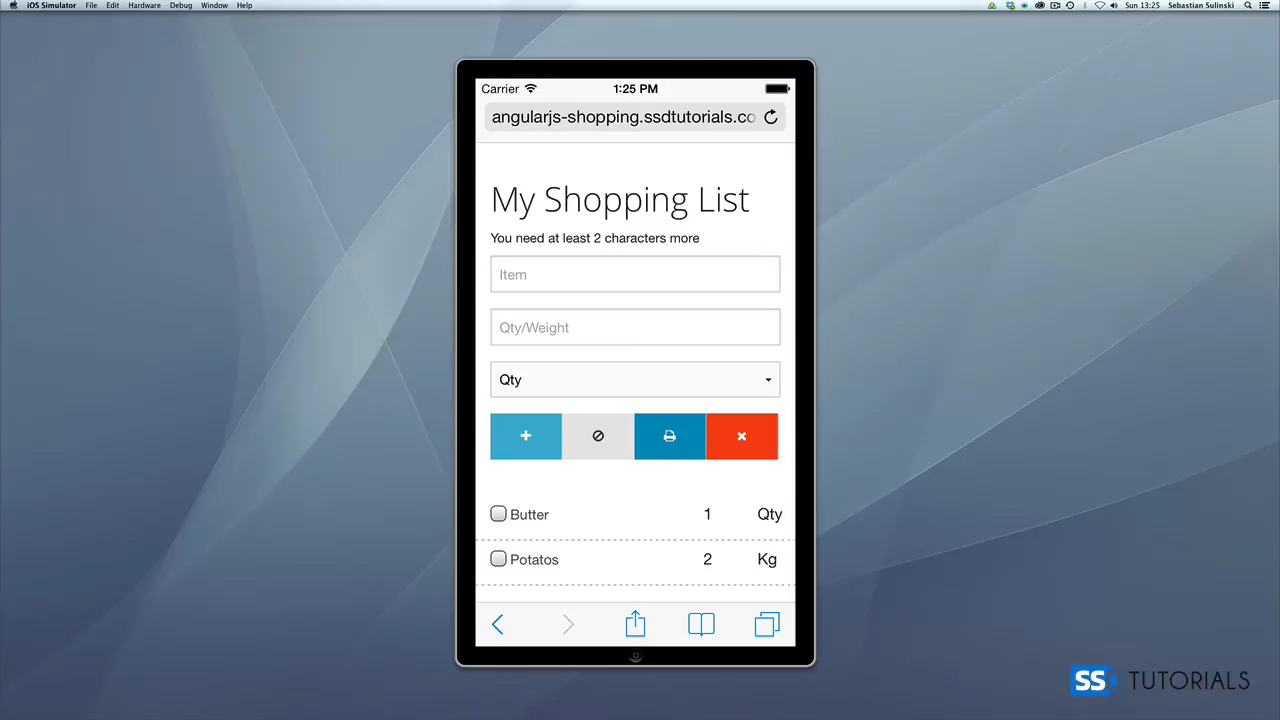 iOS Simulator File Edit Hardware Debug Window Help Sun 13:25 Sebastian Sulinski
Carrier 1:25 PM
angularjs-shopping.ssdtutorials.co
My Shopping List
You need at least 2 characters more
Item
Qty/Weight
Qty
Butter 1 Qty
Potatos 2 Kg
SS TUTORIALS